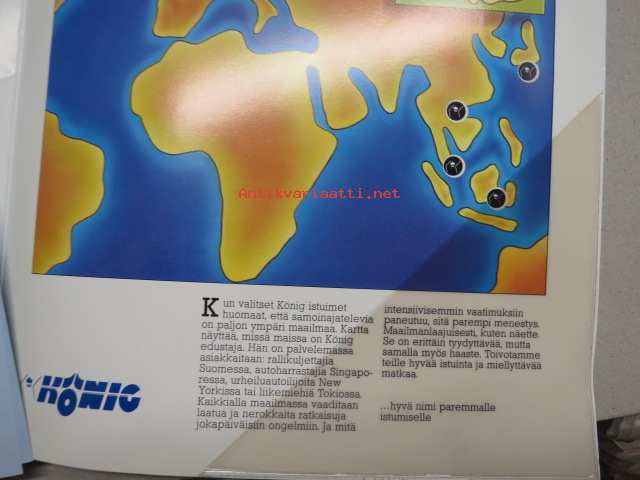 Antikvariaatti.net
Kun valitset König istuimet
huomaat, että samoinajatelevia
on paljon ympäri maailmaa. Kartta
näyttää, missä maissa on König
edustaja. Hän on palvelemassa
asiakkaitaan: rallikuljettajia
Suomessa, autoharrastajia Singapo-
ressa, urheiluautoilijoita New
Yorkissa tai liikemiehiä Tokiossa.
Kaikkialla maailmassa vaaditaan
laatua ja nerokkaita ratkaisuja
jokapäiväisiin ongelmiin. Ja mitä
intensiivisemmin vaatimuksiin
paneutuu, sitä parempi menestys.
Maailmanlaajuisesti, kuten näette.
Se on erittäin tyydyttävää, mutta
samalla myös haaste. Toivotamme
teille hyvää istuinta ja miellyttävää
matkaa.
...hyvä nimi paremmalle
istumiselle
KÖNIG